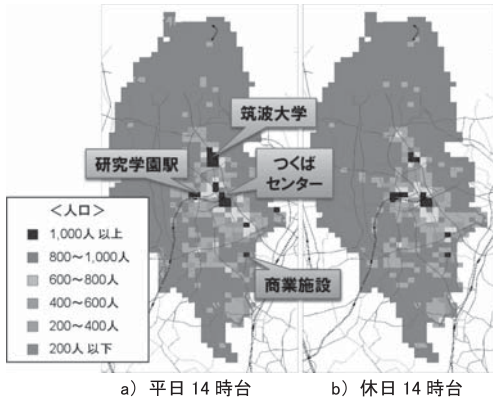 筑波大学
研究学園駅
つくば
センター
<人口>
1,000人以上
800～1,000人
600～800人
400～600人
200～400人
200人以下
商業施設
a) 平日 14 時台
b) 休日 14 時台